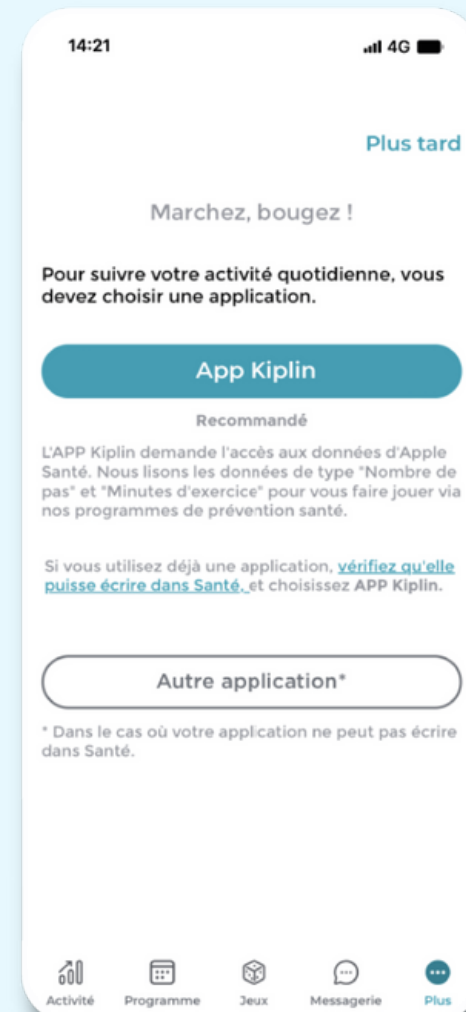 14:21
4G
Plus tard
Marchez, bougez !
Pour suivre votre activité quotidienne, vous
devez choisir une application.
App Kiplin
Recommandé
L'APP Kiplin demande l'accès aux données d'Apple
Santé. Nous lisons les données de type "Nombre de
pas" et "Minutes d'exercice" pour vous faire jouer via
nos programmes de prévention santé.
Si vous utilisez déjà une application, vérifiez qu'elle
puisse écrire dans Santé, et choisissez APP Kiplin.
Autre application*
* Dans le cas où votre application ne peut pas écrire
dans Santé.
Activité Programme Jeux Messagerie Plus